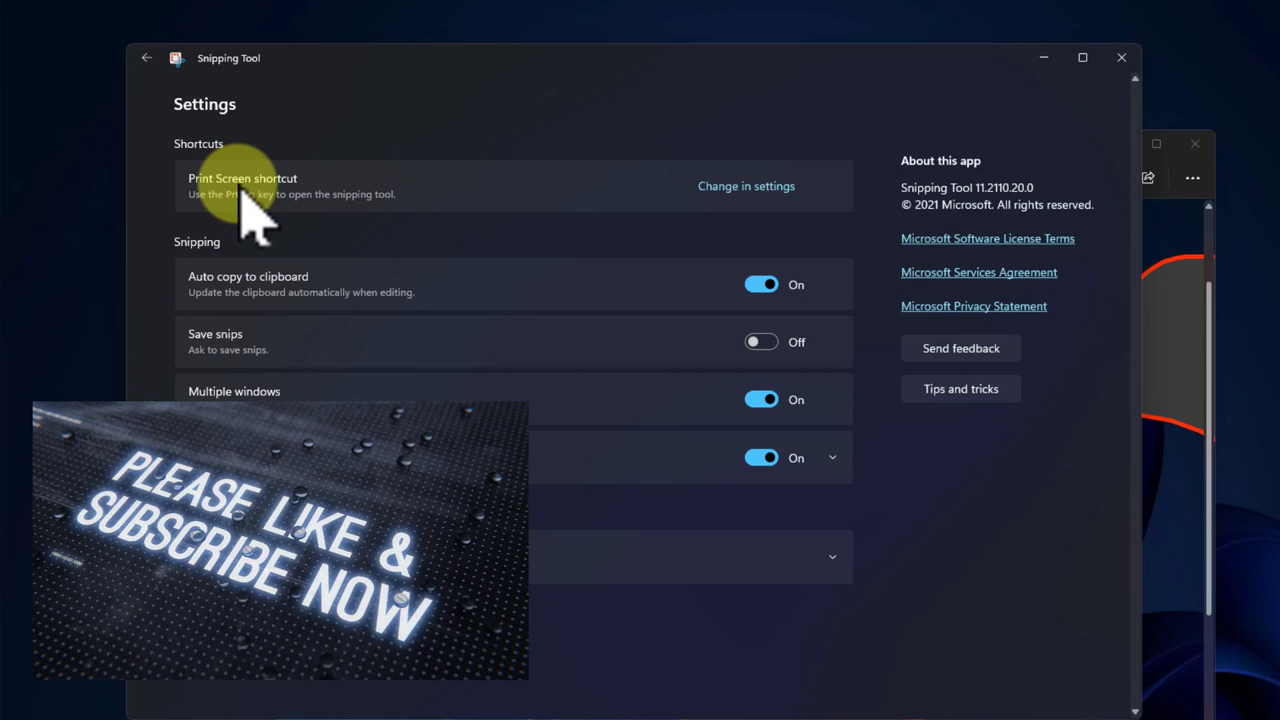 Snipping Tool
Settings
Shortcuts
Print Screen shortcut
Use the key to open the snipping tool.
Change in settings
Snipping
Auto copy to clipboard
Update the clipboard automatically when editing.
On
Save snips
Ask to save snips.
Off
Multiple windows
On
On
About this app
Snipping Tool 11.2110.20.0
© 2021 Microsoft. All rights reserved.
Microsoft Software License Terms
Microsoft Services Agreement
Microsoft Privacy Statement
Send feedback
Tips and tricks
PLEASE LIKE &
SUBSCRIBE NOW